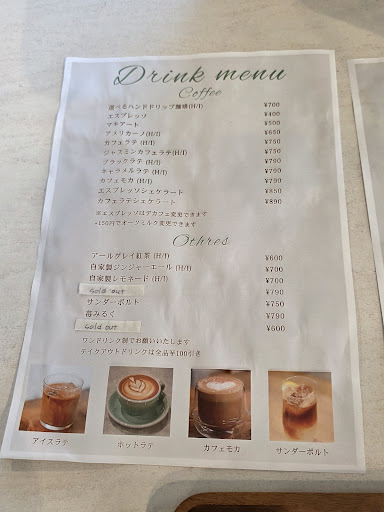 Drink menu
Coffee
選べるハンドドリップ珈琲(H/I) ¥700
エスプレッソ ¥400
マキアート ¥500
アメリカーノ(H/I) ¥650
カフェラテ (H/I) ¥750
ジャスミンカフェラテ(H/I) ¥750
ブラックラテ (H/I) ¥790
キャラメルラテ (H/I) ¥790
カフェモカ (H/I) ¥790
エスプレッソシェケラート ¥850
カフェラテシェケラート ¥890
※エスプレッソはデカフェ変更できます
+150円でオーツミルク変更できます
Othres
アールグレイ紅茶 (H/I) ¥600
自家製ジンジャーエール (H/I) ¥700
自家製レモネード (H/I) ¥700
Sold out ¥790
サンダーボルト ¥750
苺みるく ¥790
Sold out ¥600
ワンドリンク制でお願いいたします
テイクアウトドリンクは全品¥100引き
アイスラテ
ホットラテ
カフェモカ
サンダーボルト